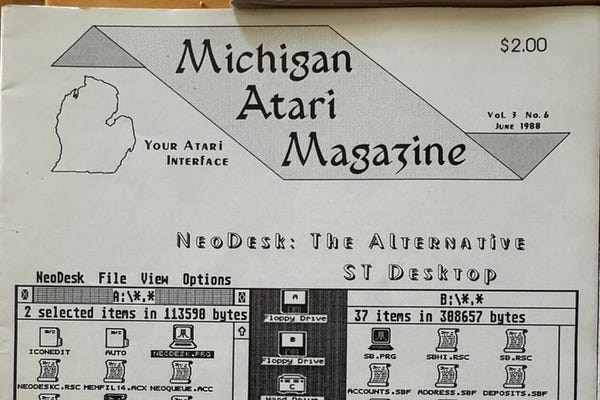 $2.00
Michigan
Atari
Magazine
Vol 3 No. 6
June 1988
Your Atari
Interface
NeoDesk: The Alternative
ST Desktop
NeoDesk File View Options
A:\*.*
B:\*.*
2 selected items in 113590 bytes
37 items in 308657 bytes
Floppy Drive
ICONEDIT AUTO NEODESK.PRG
SB.PRG SBHI.RSC SB.RSC
Floppy Drive
NEODESKC.RSC MEMFIL14.ACX NEOQUEUE.ACC
ACCOUNTS.SBF ADDRESS.SBF DEPOSITS.SBF
Hard Drive